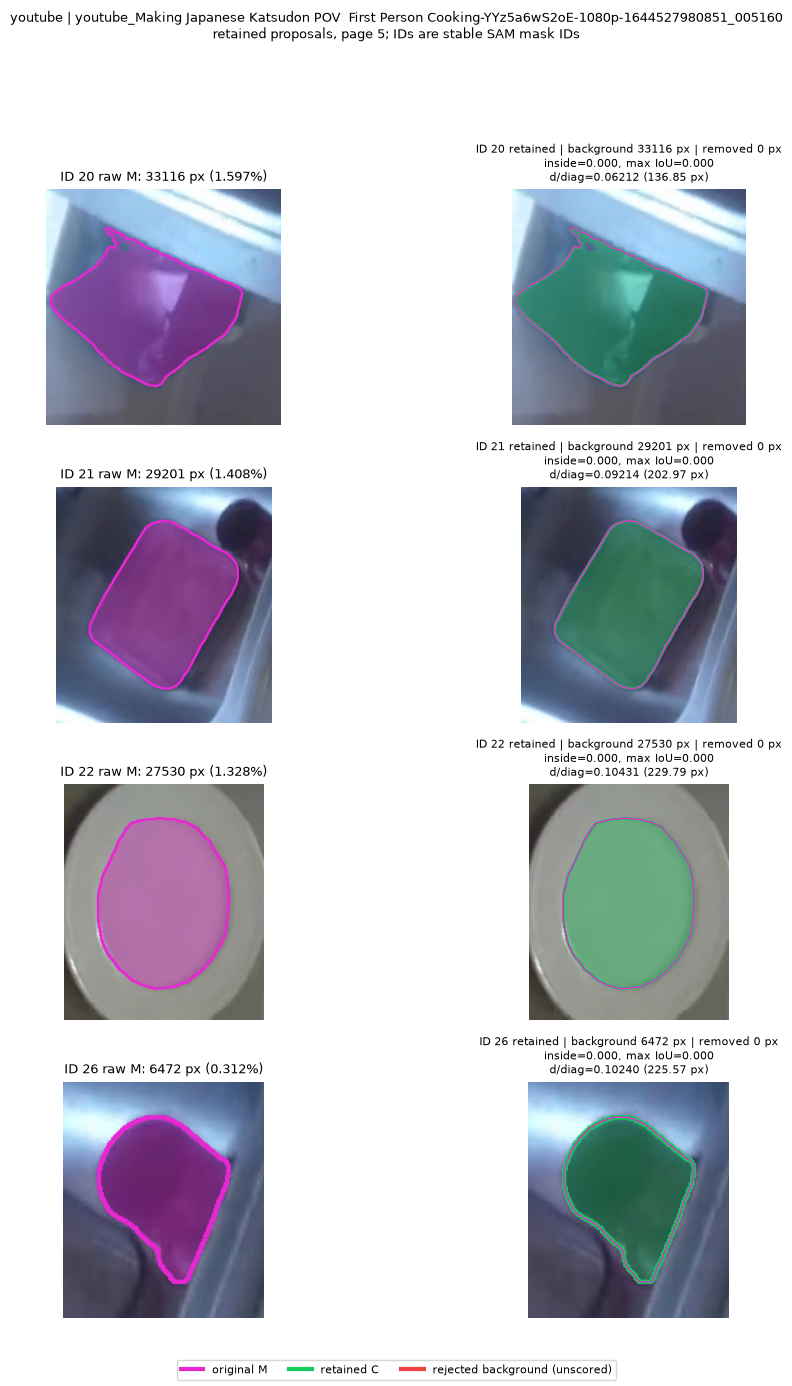 youtube | youtube_Making Japanese Katsudon POV  First Person Cooking-YYz5a6wS2oE-1080p-1644527980851_005160
retained proposals, page 5; IDs are stable SAM mask IDs
ID 20 raw M: 33116 px (1.597%)
ID 20 retained | background 33116 px | removed 0 px
inside=0.000, max IoU=0.000
d/diag=0.06212 (136.85 px)
ID 21 raw M: 29201 px (1.408%)
ID 21 retained | background 29201 px | removed 0 px
inside=0.000, max IoU=0.000
d/diag=0.09214 (202.97 px)
ID 22 raw M: 27530 px (1.328%)
ID 22 retained | background 27530 px | removed 0 px
inside=0.000, max IoU=0.000
d/diag=0.10431 (229.79 px)
ID 26 raw M: 6472 px (0.312%)
ID 26 retained | background 6472 px | removed 0 px
inside=0.000, max IoU=0.000
d/diag=0.10240 (225.57 px)
original M
retained C
rejected background (unscored)